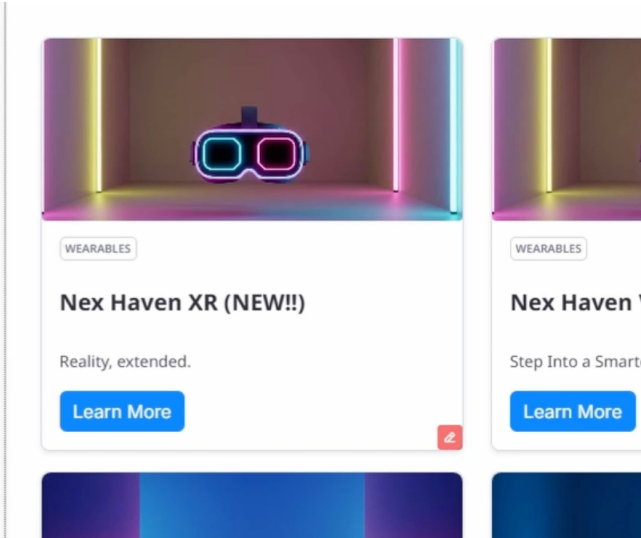 WEARABLES
Nex Haven XR (NEW!!)
Reality, extended.
Learn More
WEARABLES
Nex Haven
Step Into a Smart
Learn More